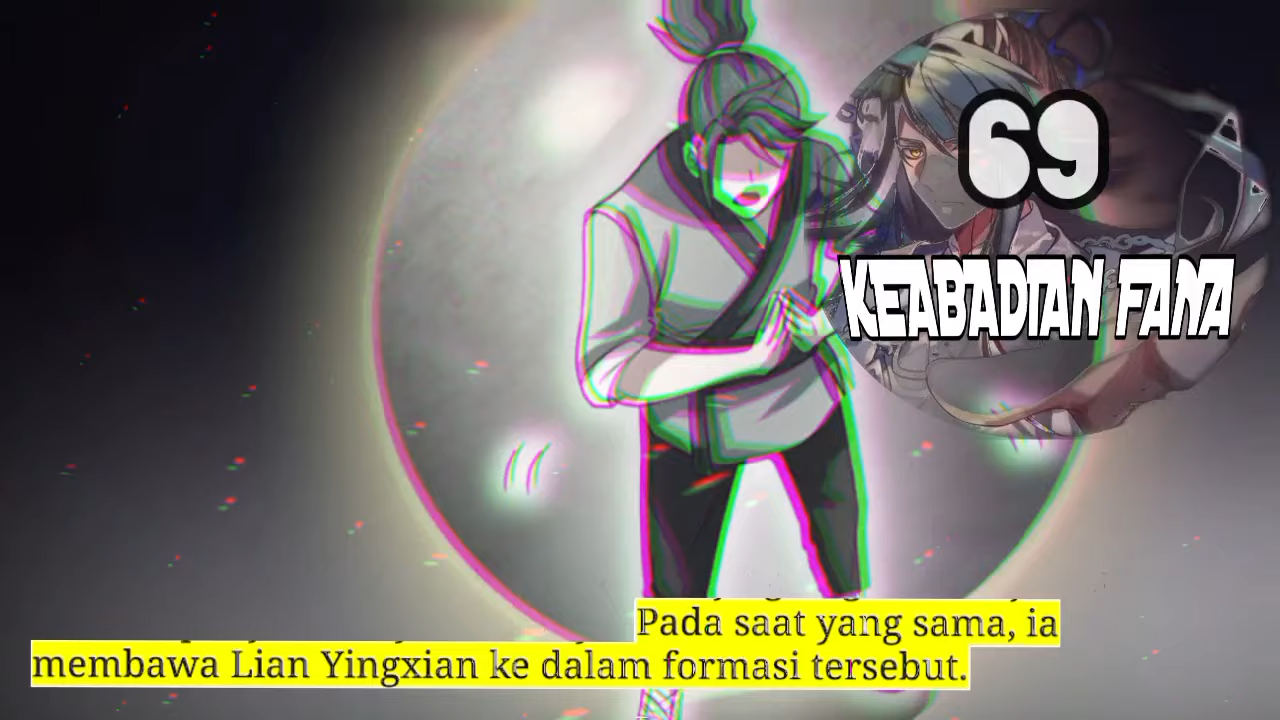 69
KEABADIAN FANA
Pada saat yang sama, ia
membawa Lian Yingxian ke dalam formasi tersebut.